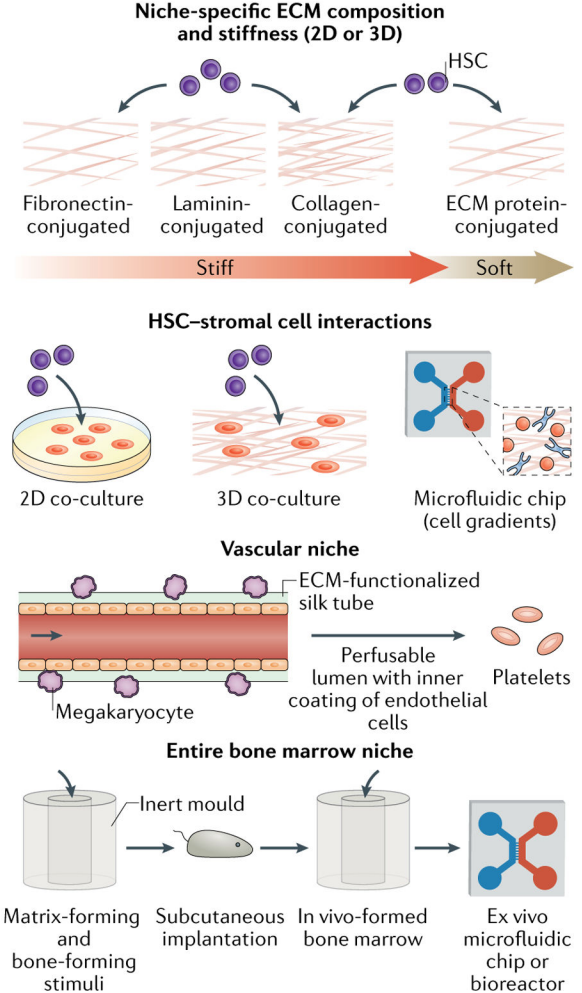 Niche-specific ECM composition
and stiffness (2D or 3D)
HSC
Fibronectin-
conjugated
Laminin-
conjugated
Collagen-
conjugated
ECM protein-
conjugated
Stiff
Soft
HSC–stromal cell interactions
2D co-culture
3D co-culture
Microfluidic chip
(cell gradients)
Vascular niche
ECM-functionalized
silk tube
Perfusable
lumen with inner
coating of endothelial
cells
Platelets
Megakaryocyte
Entire bone marrow niche
Inert mould
Matrix-forming
and
bone-forming
stimuli
Subcutaneous
implantation
In vivo-formed
bone marrow
Ex vivo
microfluidic
chip or
bioreactor